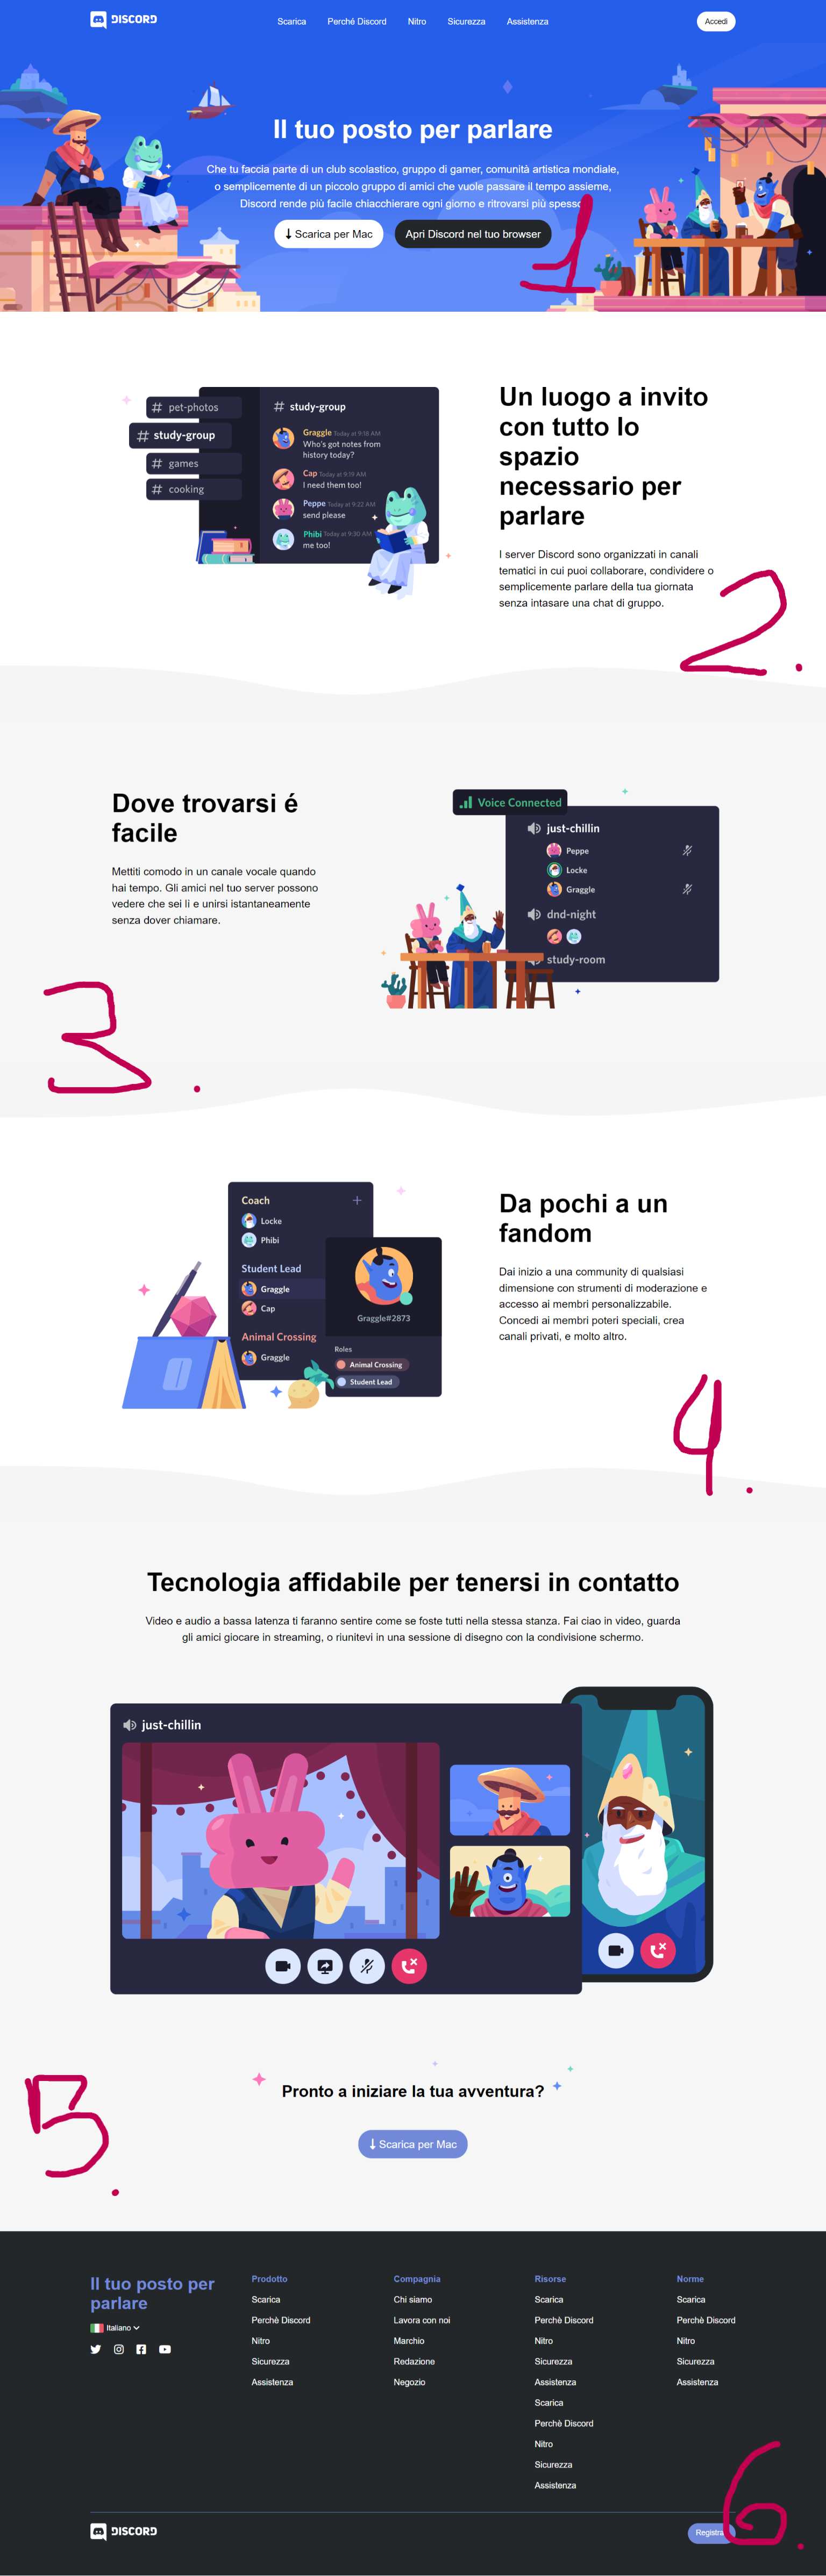 DISCORD
Scarica Perché Discord Nitro Sicurezza Assistenza
Accedi
Il tuo posto per parlare
Che tu faccia parte di un club scolastico, gruppo di gamer, comunità artistica mondiale,
o semplicemente di un piccolo gruppo di amici che vuole passare il tempo assieme,
Discord rende più facile chiacchierare ogni giorno e ritrovarsi più spesso
Scarica per Mac
Apri Discord nel tuo browser
1
# pet-photos
# study-group
# games
# cooking
# study-group
Graggle Today at 9:18 AM
Who's got notes from
history today?
Cap Today at 9:19 AM
I need them too!
Peppe Today at 9:22 AM
send please
Phibi Today at 9:30 AM
me too!
Un luogo a invito
con tutto lo
spazio
necessario per
parlare
I server Discord sono organizzati in canali
tematici in cui puoi collaborare, condividere o
semplicemente parlare della tua giornata
senza intasare una chat di gruppo.
2.
Dove trovarsi é
facile
Mettiti comodo in un canale vocale quando
hai tempo. Gli amici nel tuo server possono
vedere che sei lì e unirsi istantaneamente
senza dover chiamare.
Voice Connected
just-chillin
Peppe
Locke
Graggle
dnd-night
study-room
3.
Coach
Locke
Phibi
Student Lead
Graggle
Cap
Animal Crossing
Graggle
Graggle#2873
Roles
Animal Crossing
Student Lead
Da pochi a un
fandom
Dai inizio a una community di qualsiasi
dimensione con strumenti di moderazione e
accesso ai membri personalizzabile.
Concedi ai membri poteri speciali, crea
canali privati, e molto altro.
4.
Tecnologia affidabile per tenersi in contatto
Video e audio a bassa latenza ti faranno sentire come se foste tutti nella stessa stanza. Fai ciao in video, guarda
gli amici giocare in streaming, o riunitevi in una sessione di disegno con la condivisione schermo.
just-chillin
Pronto a iniziare la tua avventura?
Scarica per Mac
5.
Il tuo posto per
parlare
Italiano
Prodotto
Scarica
Perchè Discord
Nitro
Sicurezza
Assistenza
Compagnia
Chi siamo
Lavora con noi
Marchio
Redazione
Negozio
Risorse
Scarica
Perchè Discord
Nitro
Sicurezza
Assistenza
Scarica
Perchè Discord
Nitro
Sicurezza
Assistenza
Norme
Scarica
Perchè Discord
Nitro
Sicurezza
Assistenza
6.
DISCORD